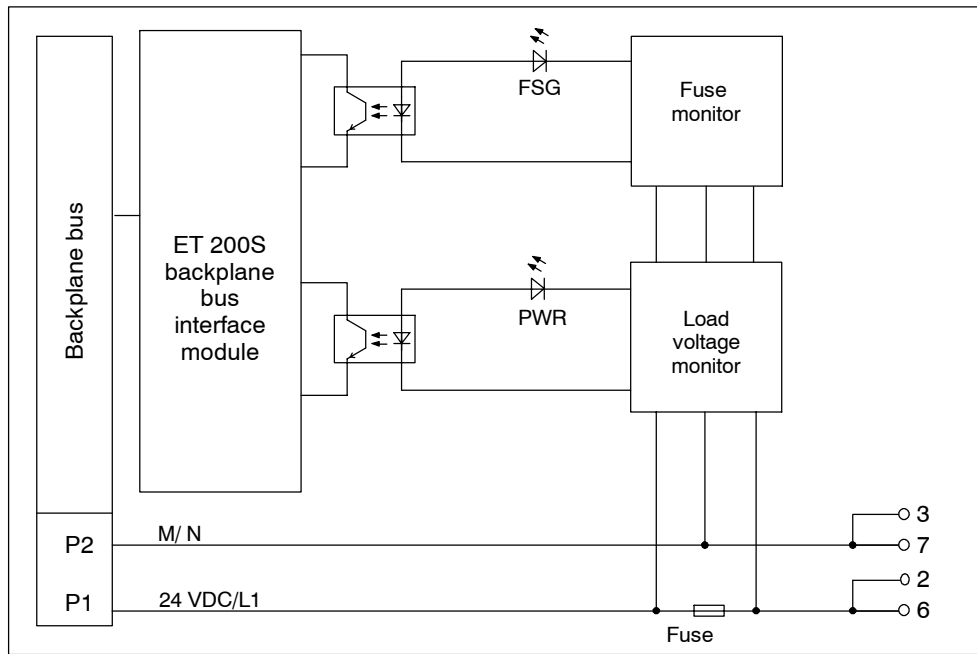 Backplane bus
ET 200S
backplane
bus
interface
module
FSG
Fuse
monitor
PWR
Load
voltage
monitor
P2
M/ N
3
7
P1
24 VDC/L1
2
6
Fuse